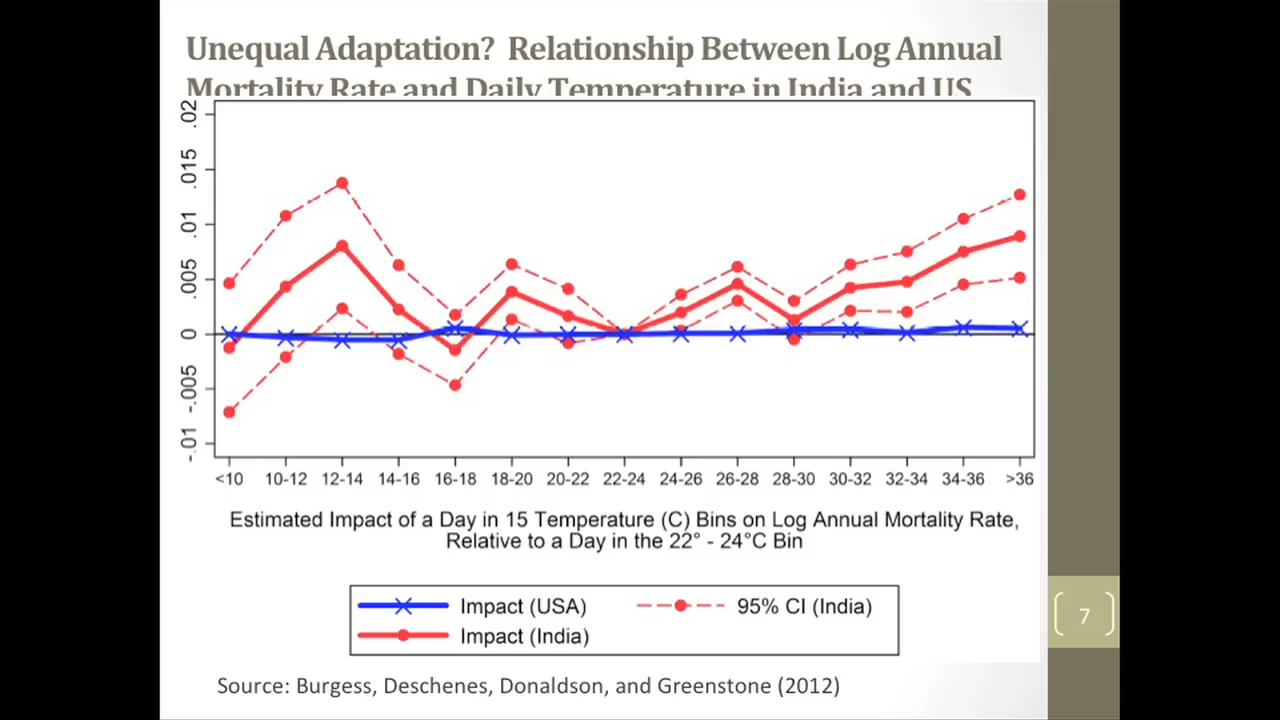 Unequal Adaptation? Relationship Between Log Annual
Mortality Rate and Daily Temperature in India and US
.02
.015
.01
.005
0
-.005
-.01
<10 10-12 12-14 14-16 16-18 18-20 20-22 22-24 24-26 26-28 28-30 30-32 32-34 34-36 >36
Estimated Impact of a Day in 15 Temperature (C) Bins on Log Annual Mortality Rate,
Relative to a Day in the 22° - 24°C Bin
Impact (USA) 95% CI (India)
Impact (India)
7
Source: Burgess, Deschenes, Donaldson, and Greenstone (2012)